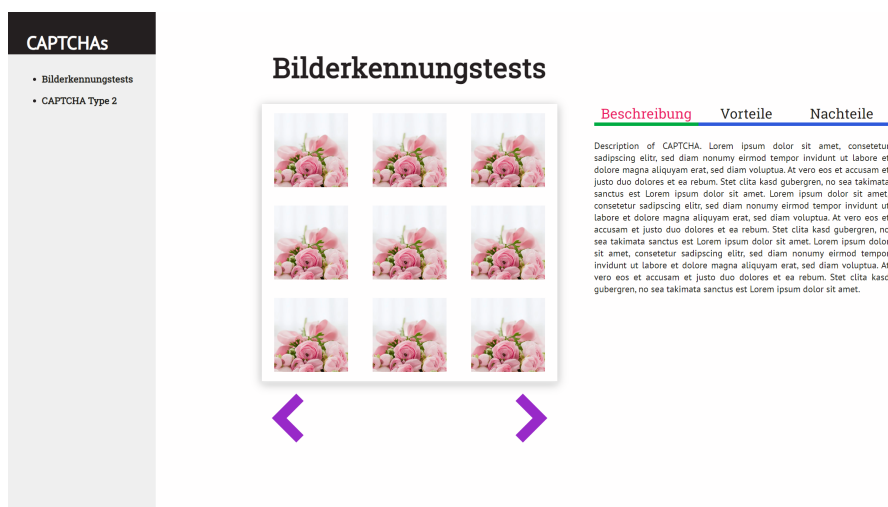 CAPTCHAs
Bilderkennungstests
CAPTCHA Type 2
Bilderkennungstests
Beschreibung Vorteile Nachteile
Description of CAPTCHA. Lorem ipsum dolor sit amet, consetetur
sadipscing elitr, sed diam nonumy eirmod tempor invidunt ut labore et
dolore magna aliquyam erat, sed diam voluptua. At vero eos et accusam et
justo duo dolores et ea rebum. Stet clita kasd gubergren, no sea takimata
sanctus est Lorem ipsum dolor sit amet. Lorem ipsum dolor sit amet,
consetetur sadipscing elitr, sed diam nonumy eirmod tempor invidunt ut
labore et dolore magna aliquyam erat, sed diam voluptua. At vero eos et
accusam et justo duo dolores et ea rebum. Stet clita kasd gubergren, no
sea takimata sanctus est Lorem ipsum dolor sit amet. Lorem ipsum dolor
sit amet, consetetur sadipscing elitr, sed diam nonumy eirmod tempor
invidunt ut labore et dolore magna aliquyam erat, sed diam voluptua. At
vero eos et accusam et justo duo dolores et ea rebum. Stet clita kasd
gubergren, no sea takimata sanctus est Lorem ipsum dolor sit amet.